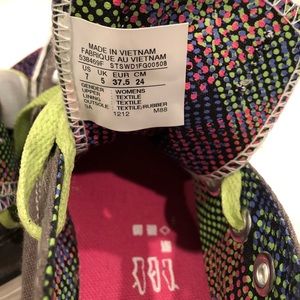 MADE IN VIETNAM
FABRIQUÉ AU VIETNAM
538469F STSWD1FG00508
US UK EUR CM
7 5 37.5 24
GENDER WOMENS
UPPER TEXTILE
LINING TEXTILE
OUTSOLE TEXTILE/RUBBER
SA 1212 M88